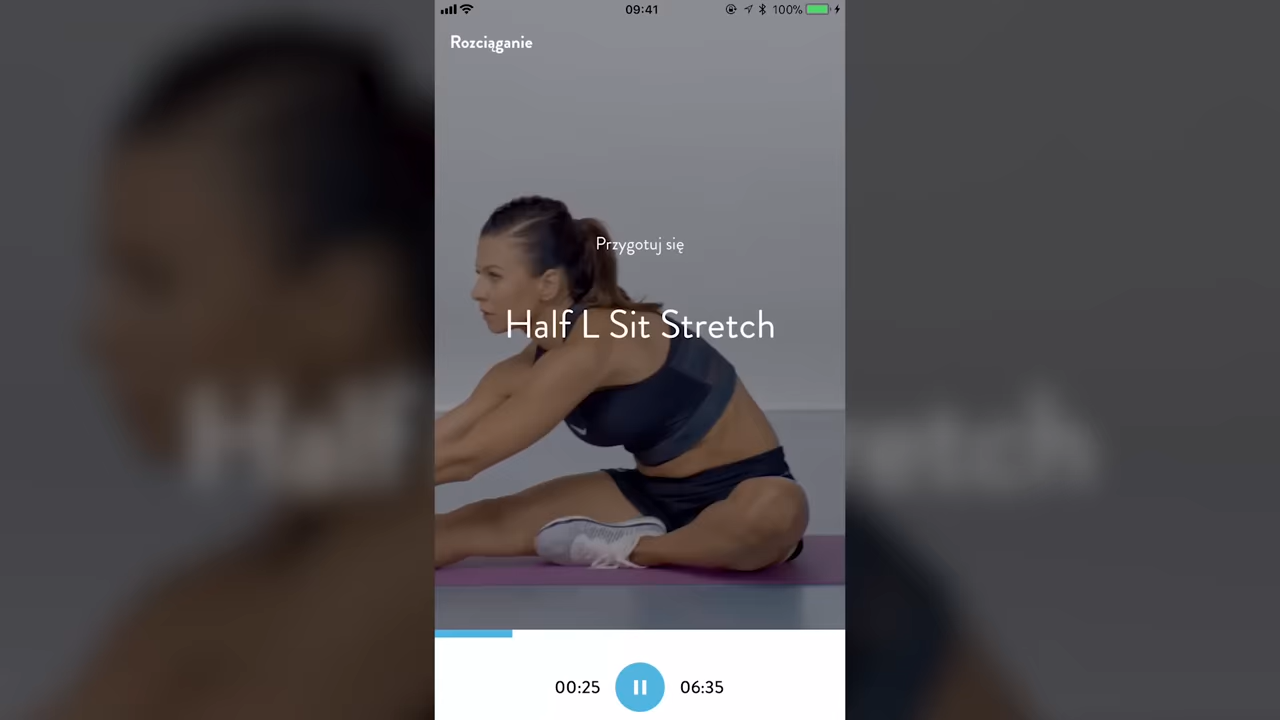 09:41
100%
Rozciąganie
Przygotuj się
Half L Sit Stretch
00:25
06:35